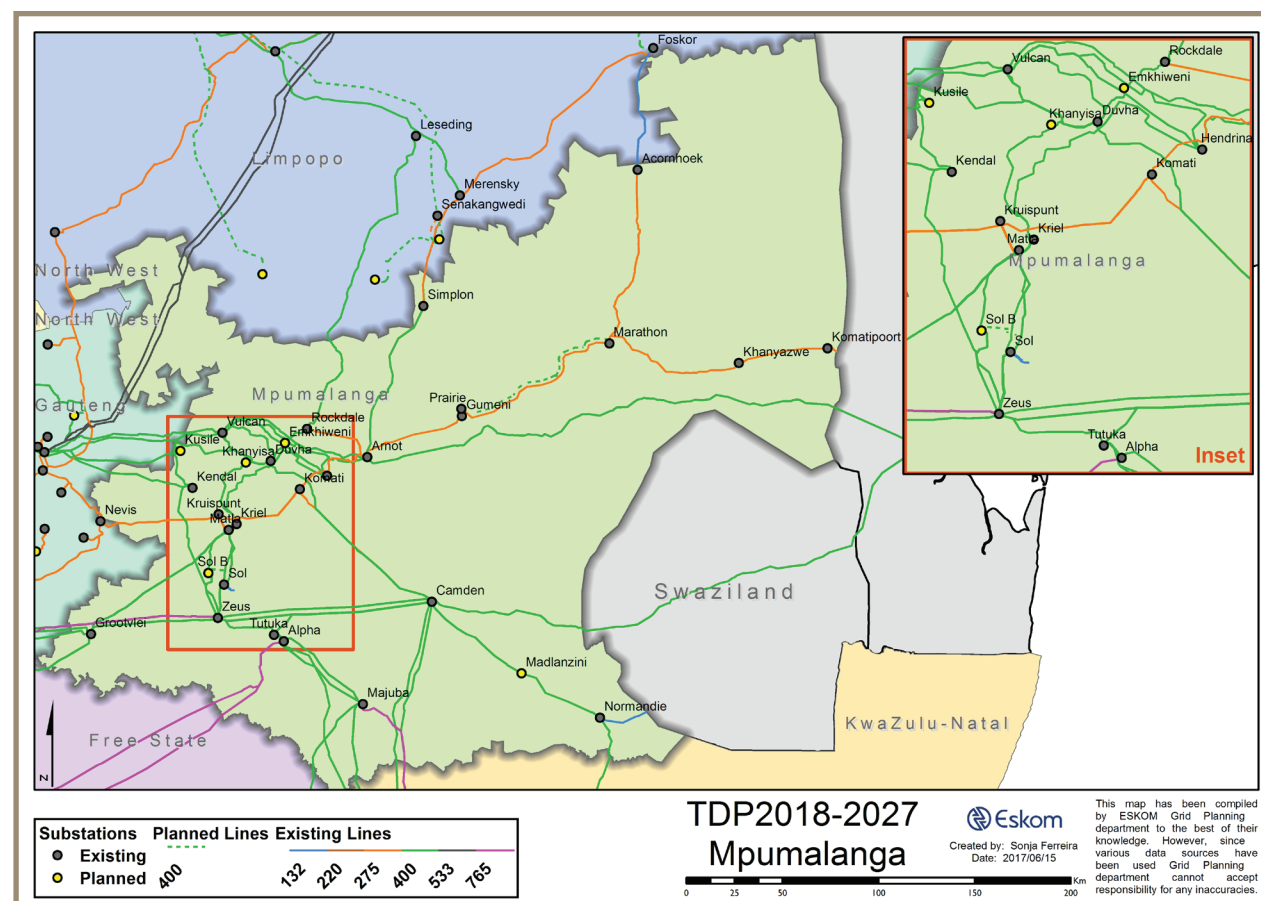 Foskor
Leseding
Limpopo
Acornhoek
Merensky
Senakangwedi
North West
Simplon
North West
Marathon
Komatipoort
Khanyazwe
Mpumalanga
Prairie
Gumeni
Gauteng
Rockdale
Vulcan
Emkhiweni
Kusile
Khanyisa
Duvha
Arnot
Kendal
Komati
Kruispunt
Nevis
Matla
Kriel
Sol B
Sol
Zeus
Camden
Swaziland
Grootvlei
Tutuka
Alpha
Madlanzini
Majuba
Normandie
KwaZulu-Natal
Free State
N
Rockdale
Vulcan
Emkhiweni
Kusile
Khanyisa
Duvha
Hendrina
Kendal
Komati
Kruispunt
Kriel
Matla
Mpumalanga
Sol B
Sol
Zeus
Tutuka
Alpha
Inset
Substations
Existing
Planned
Planned Lines
400
Existing Lines
132
220
275
400
533
765
TDP2018-2027
Mpumalanga
Eskom
Created by: Sonja Ferreira
Date: 2017/06/15
0 25 50 100 150 200 Km
This map has been compiled
by ESKOM Grid Planning
department to the best of their
knowledge. However, since
various data sources have
been used Grid Planning
department cannot accept
responsibility for any inaccuracies.